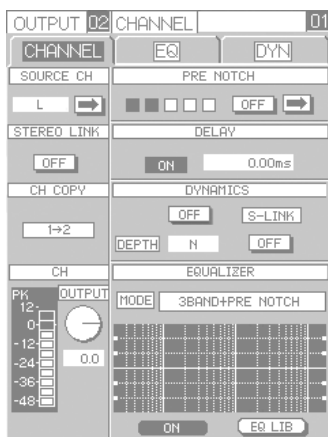 OUTPUT 02 CHANNEL 01
CHANNEL EQ DYN
SOURCE CH
L
STEREO LINK
OFF
CH COPY
1→2
CH
PK OUTPUT
12-
0-
-12-
-24-
-36-
-48-
0.0
PRE NOTCH
OFF
DELAY
ON 0.00ms
DYNAMICS
OFF S-LINK
DEPTH N OFF
EQUALIZER
MODE 3BAND+PRE NOTCH
ON EQ LIB